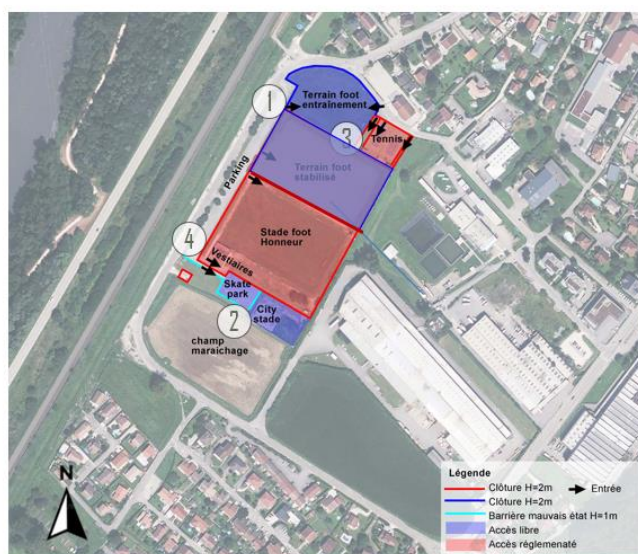 Terrain foot
entraînement
1
3
Tennis
Terrain foot
stabilisé
Parking
Stade foot
Honneur
4
Vestiaires
Skate
park
2
City
stade
champ
maraichage
N
Légende
Clôture H=2m
Entrée
Clôture H=2m
Barrière mauvais état H=1m
Accès libre
Accès règlemenaté